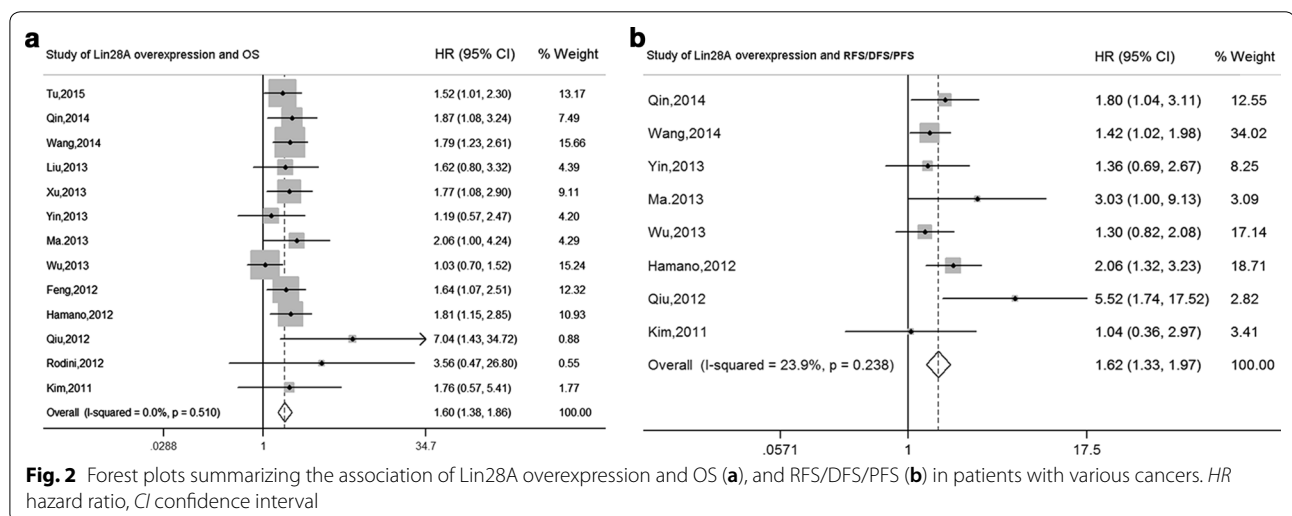 a
Study of Lin28A overexpression and OS HR (95% CI) % Weight
Tu,2015 1.52 (1.01, 2.30) 13.17
Qin,2014 1.87 (1.08, 3.24) 7.49
Wang,2014 1.79 (1.23, 2.61) 15.66
Liu,2013 1.62 (0.80, 3.32) 4.39
Xu,2013 1.77 (1.08, 2.90) 9.11
Yin,2013 1.19 (0.57, 2.47) 4.20
Ma.2013 2.06 (1.00, 4.24) 4.29
Wu,2013 1.03 (0.70, 1.52) 15.24
Feng,2012 1.64 (1.07, 2.51) 12.32
Hamano,2012 1.81 (1.15, 2.85) 10.93
Qiu,2012 7.04 (1.43, 34.72) 0.88
Rodini,2012 3.56 (0.47, 26.80) 0.55
Kim,2011 1.76 (0.57, 5.41) 1.77
Overall (I-squared = 0.0%, p = 0.510) 1.60 (1.38, 1.86) 100.00
.0288 1 34.7
b
Study of Lin28A overexpression and RFS/DFS/PFS HR (95% CI) % Weight
Qin,2014 1.80 (1.04, 3.11) 12.55
Wang,2014 1.42 (1.02, 1.98) 34.02
Yin,2013 1.36 (0.69, 2.67) 8.25
Ma.2013 3.03 (1.00, 9.13) 3.09
Wu,2013 1.30 (0.82, 2.08) 17.14
Hamano,2012 2.06 (1.32, 3.23) 18.71
Qiu,2012 5.52 (1.74, 17.52) 2.82
Kim,2011 1.04 (0.36, 2.97) 3.41
Overall (I-squared = 23.9%, p = 0.238) 1.62 (1.33, 1.97) 100.00
.0571 1 17.5
Fig. 2 Forest plots summarizing the association of Lin28A overexpression and OS (a), and RFS/DFS/PFS (b) in patients with various cancers. HR
hazard ratio, CI confidence interval